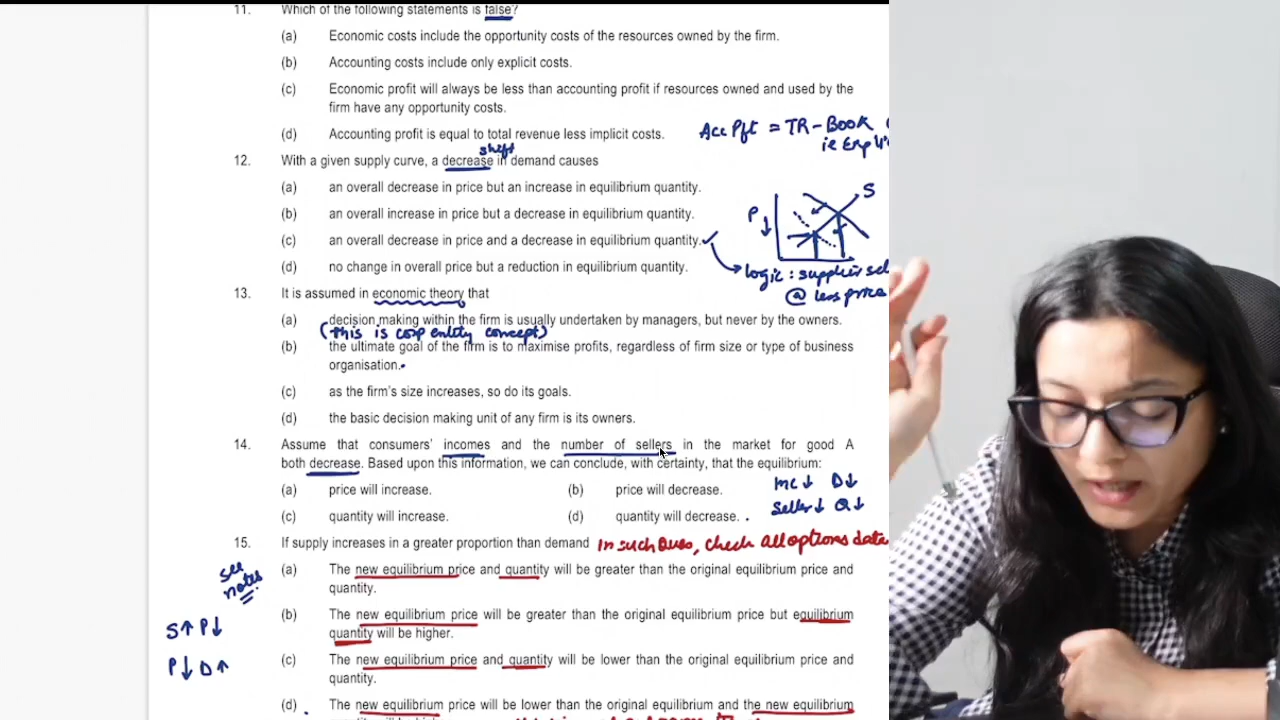 11. Which of the following statements is false?
(a) Economic costs include the opportunity costs of the resources owned by the firm.
(b) Accounting costs include only explicit costs.
(c) Economic profit will always be less than accounting profit if resources owned and used by the
firm have any opportunity costs.
(d) Accounting profit is equal to total revenue less implicit costs.
Acc Pft = TR - Book
ie Expli
shift
12. With a given supply curve, a decrease in demand causes
(a) an overall decrease in price but an increase in equilibrium quantity.
(b) an overall increase in price but a decrease in equilibrium quantity.
(c) an overall decrease in price and a decrease in equilibrium quantity.
(d) no change in overall price but a reduction in equilibrium quantity.
P↓
S
logic : supplier sel
@ less price
13. It is assumed in economic theory that
(a) decision making within the firm is usually undertaken by managers, but never by the owners.
(this is corp entity concept)
(b) the ultimate goal of the firm is to maximise profits, regardless of firm size or type of business
organisation.
(c) as the firm's size increases, so do its goals.
(d) the basic decision making unit of any firm is its owners.
14. Assume that consumers' incomes and the number of sellers in the market for good A
both decrease. Based upon this information, we can conclude, with certainty, that the equilibrium:
(a) price will increase. (b) price will decrease.
(c) quantity will increase. (d) quantity will decrease.
Inc↓ D↓
Seller↓ Q↓
15. If supply increases in a greater proportion than demand
In such Ques, check all options data
see
notes
(a) The new equilibrium price and quantity will be greater than the original equilibrium price and
quantity.
(b) The new equilibrium price will be greater than the original equilibrium price but equilibrium
quantity will be higher.
S↑ P↓
P↓ D↑
(c) The new equilibrium price and quantity will be lower than the original equilibrium price and
quantity.
(d) The new equilibrium price will be lower than the original equilibrium and the new equilibrium